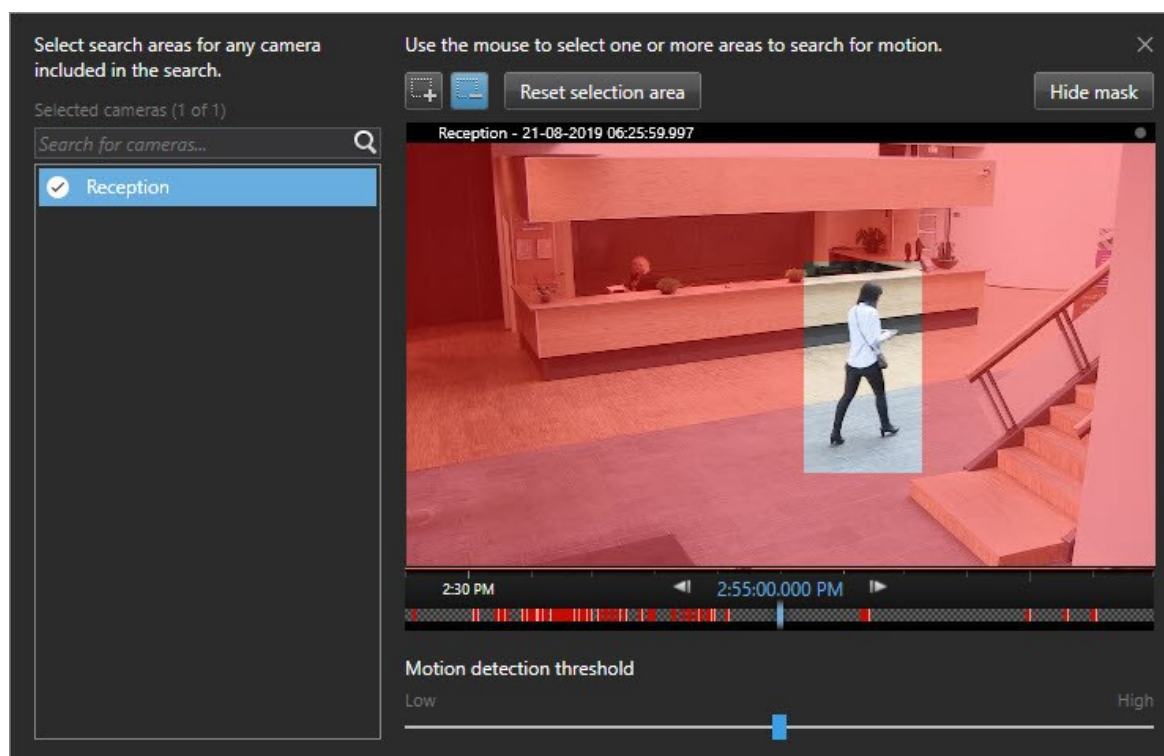 Select search areas for any camera
included in the search.
Selected cameras (1 of 1)
Search for cameras...
Reception
Use the mouse to select one or more areas to search for motion.
Reset selection area
Hide mask
Reception - 21-08-2019 06:25:59.997
2:30 PM
2:55:00.000 PM
Motion detection threshold
Low
High